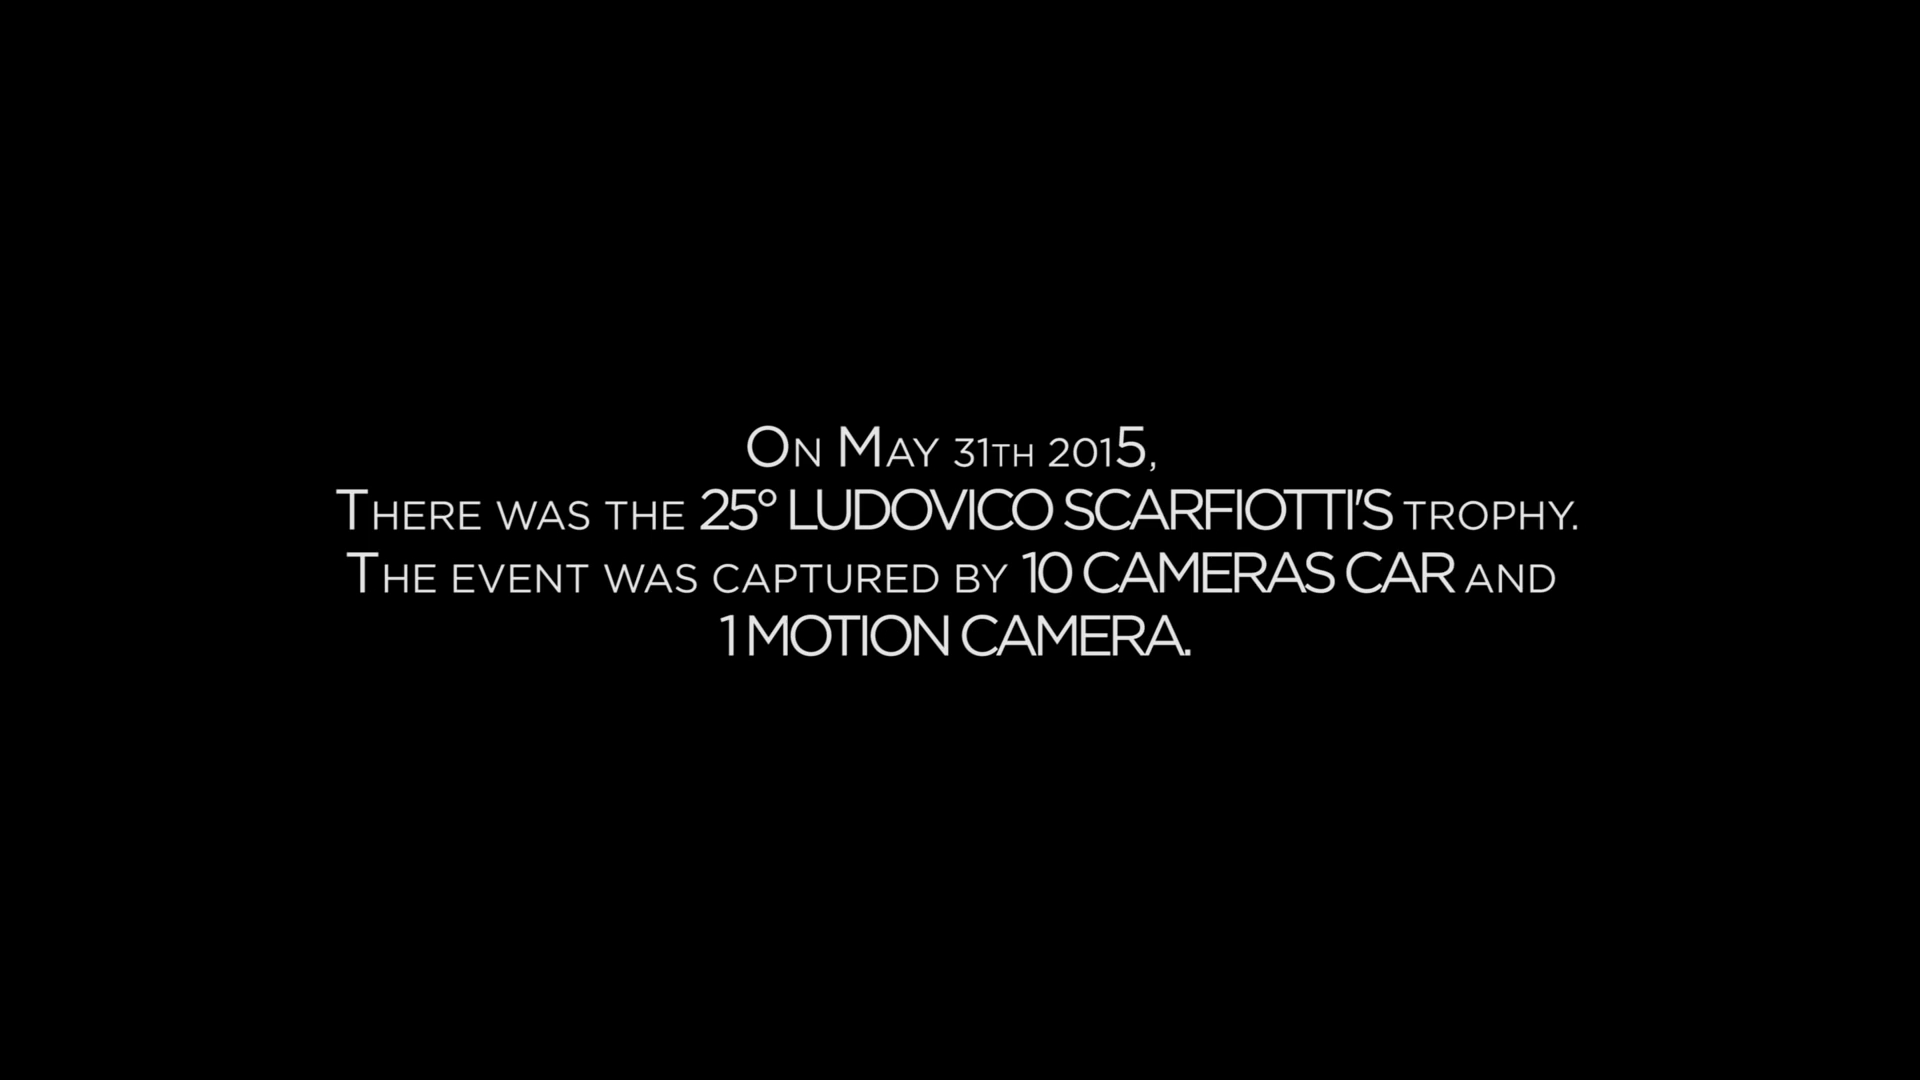 On May 31th 2015,
There was the 25° LUDOVICO SCARFIOTTI'S trophy.
The event was captured by 10 CAMERAS CAR and
1 MOTION CAMERA.